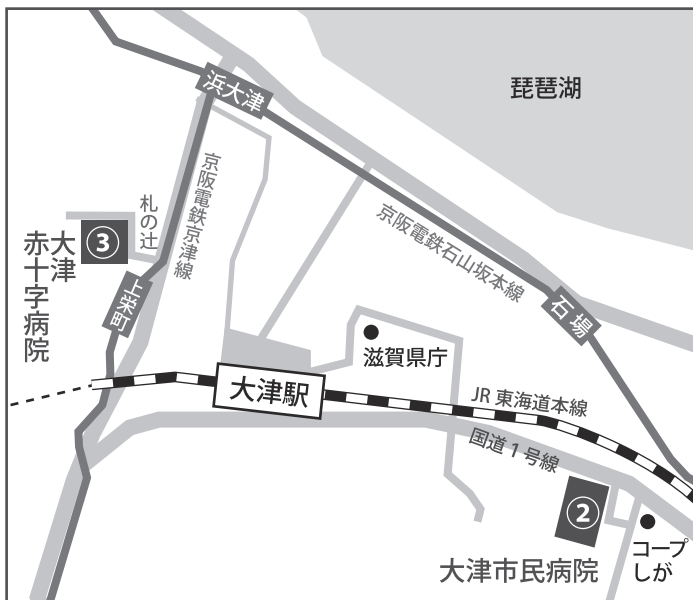 琵琶湖
浜大津
京阪電鉄京津線
札の辻
京阪電鉄石山坂本線
③
大津
赤十字病院
上栄町
石場
滋賀県庁
大津駅
JR 東海道本線
国道1号線
②
コープ
しが
大津市民病院